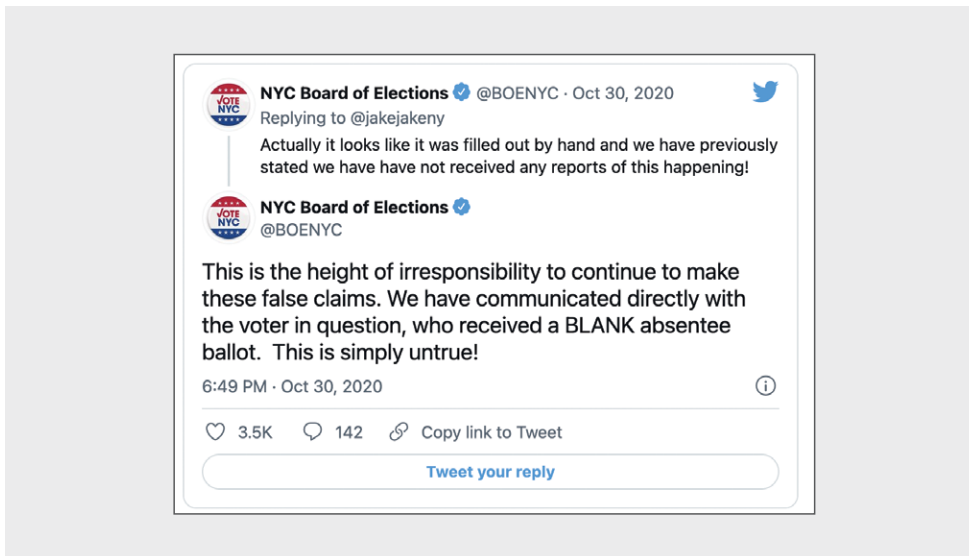 NYC Board of Elections @BOENYC · Oct 30, 2020
VOTE
NYC
Replying to @jakejakeny
Actually it looks like it was filled out by hand and we have previously
stated we have have not received any reports of this happening!
NYC Board of Elections
VOTE
NYC
@BOENYC
This is the height of irresponsibility to continue to make
these false claims. We have communicated directly with
the voter in question, who received a BLANK absentee
ballot.  This is simply untrue!
6:49 PM · Oct 30, 2020
3.5K 142 Copy link to Tweet
Tweet your reply